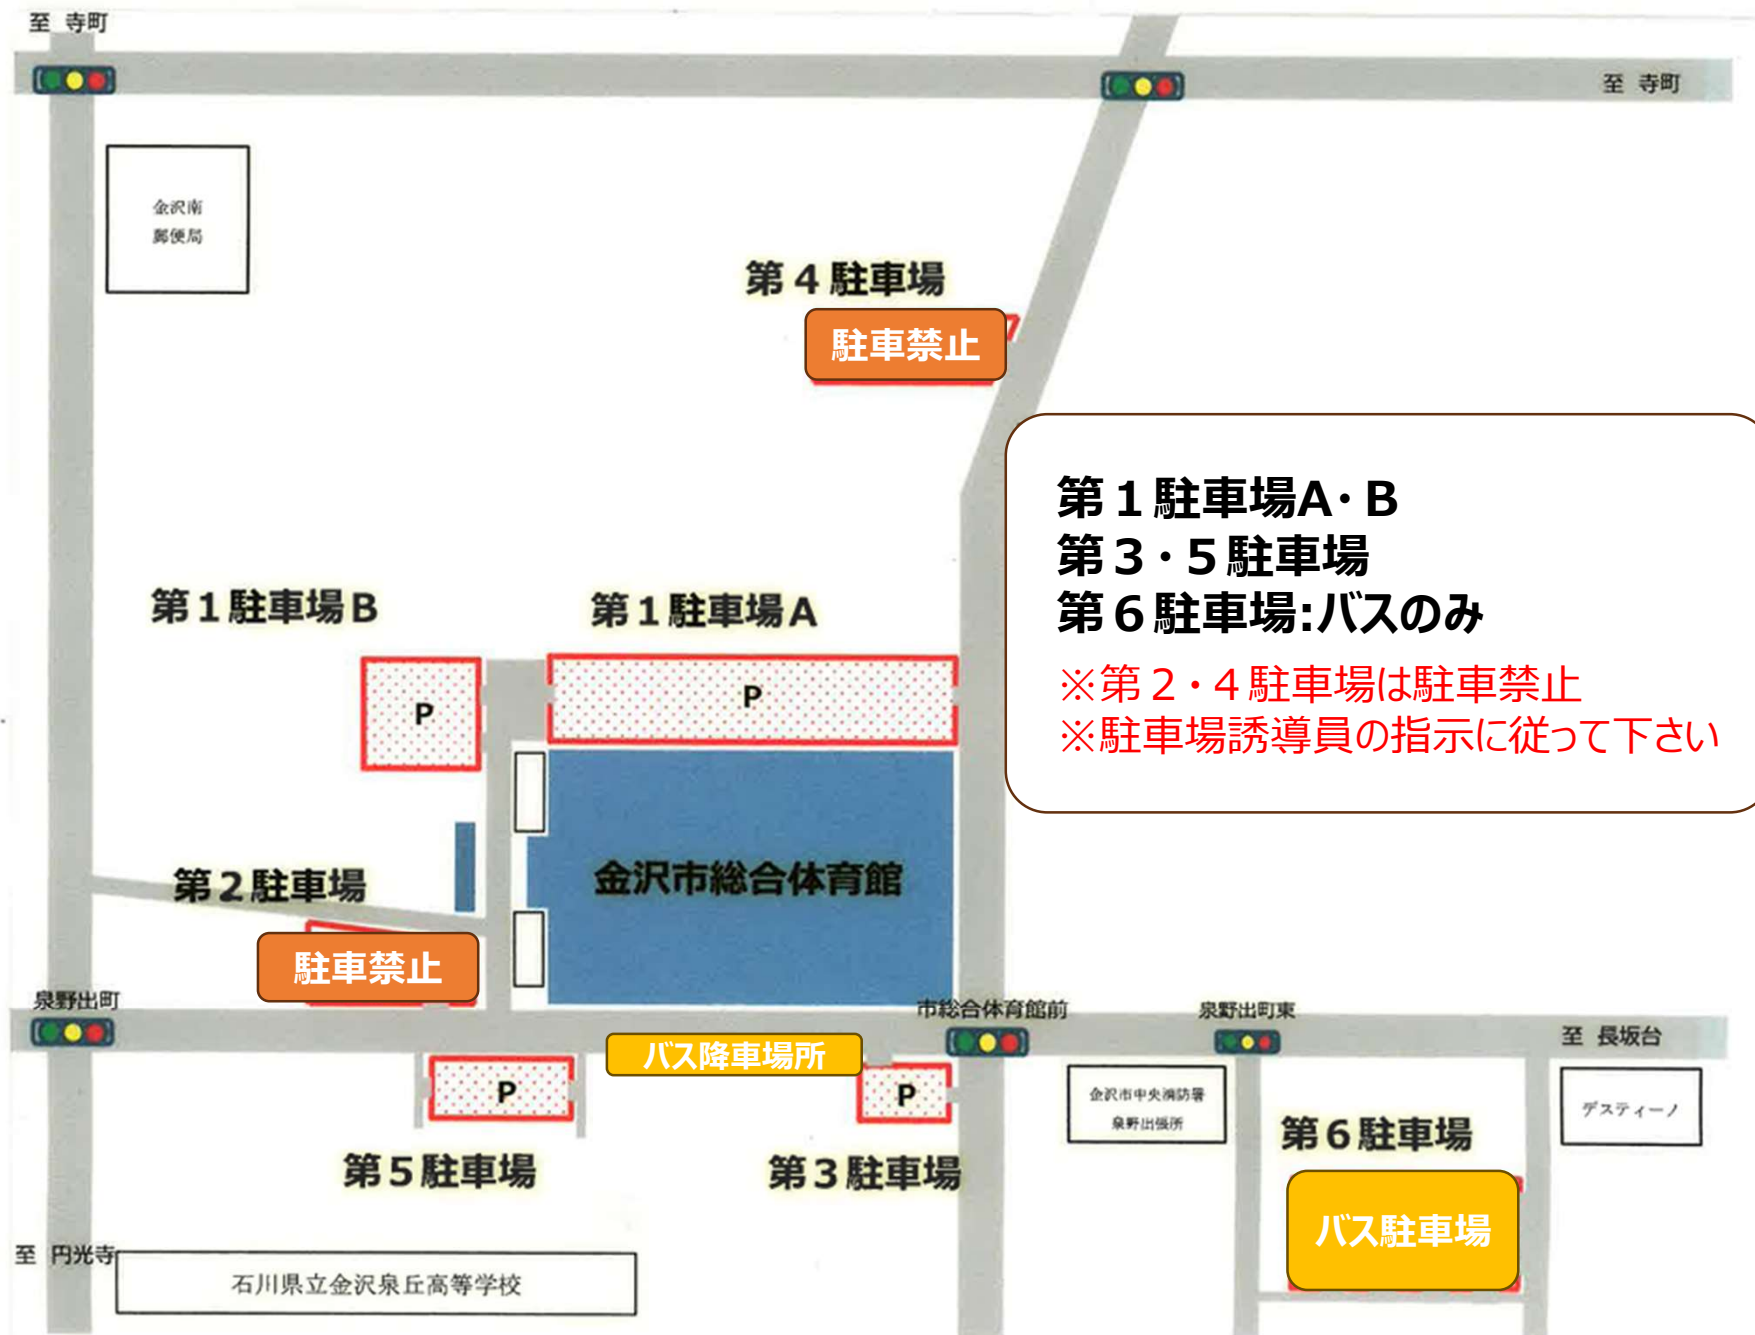 至 寺町
至 寺町
金沢南
郵便局
第4駐車場
駐車禁止
第1駐車場A・B
第3・5駐車場
第6駐車場:バスのみ
※第2・4駐車場は駐車禁止
※駐車場誘導員の指示に従って下さい
第1駐車場B
第1駐車場A
P
P
金沢市総合体育館
第2駐車場
駐車禁止
泉野出町
市総合体育館前
泉野出町東
至 長坂台
バス降車場所
P
P
金沢市中央消防署
泉野出張所
デスティーノ
第5駐車場
第3駐車場
第6駐車場
バス駐車場
至 円光寺
石川県立金沢泉丘高等学校